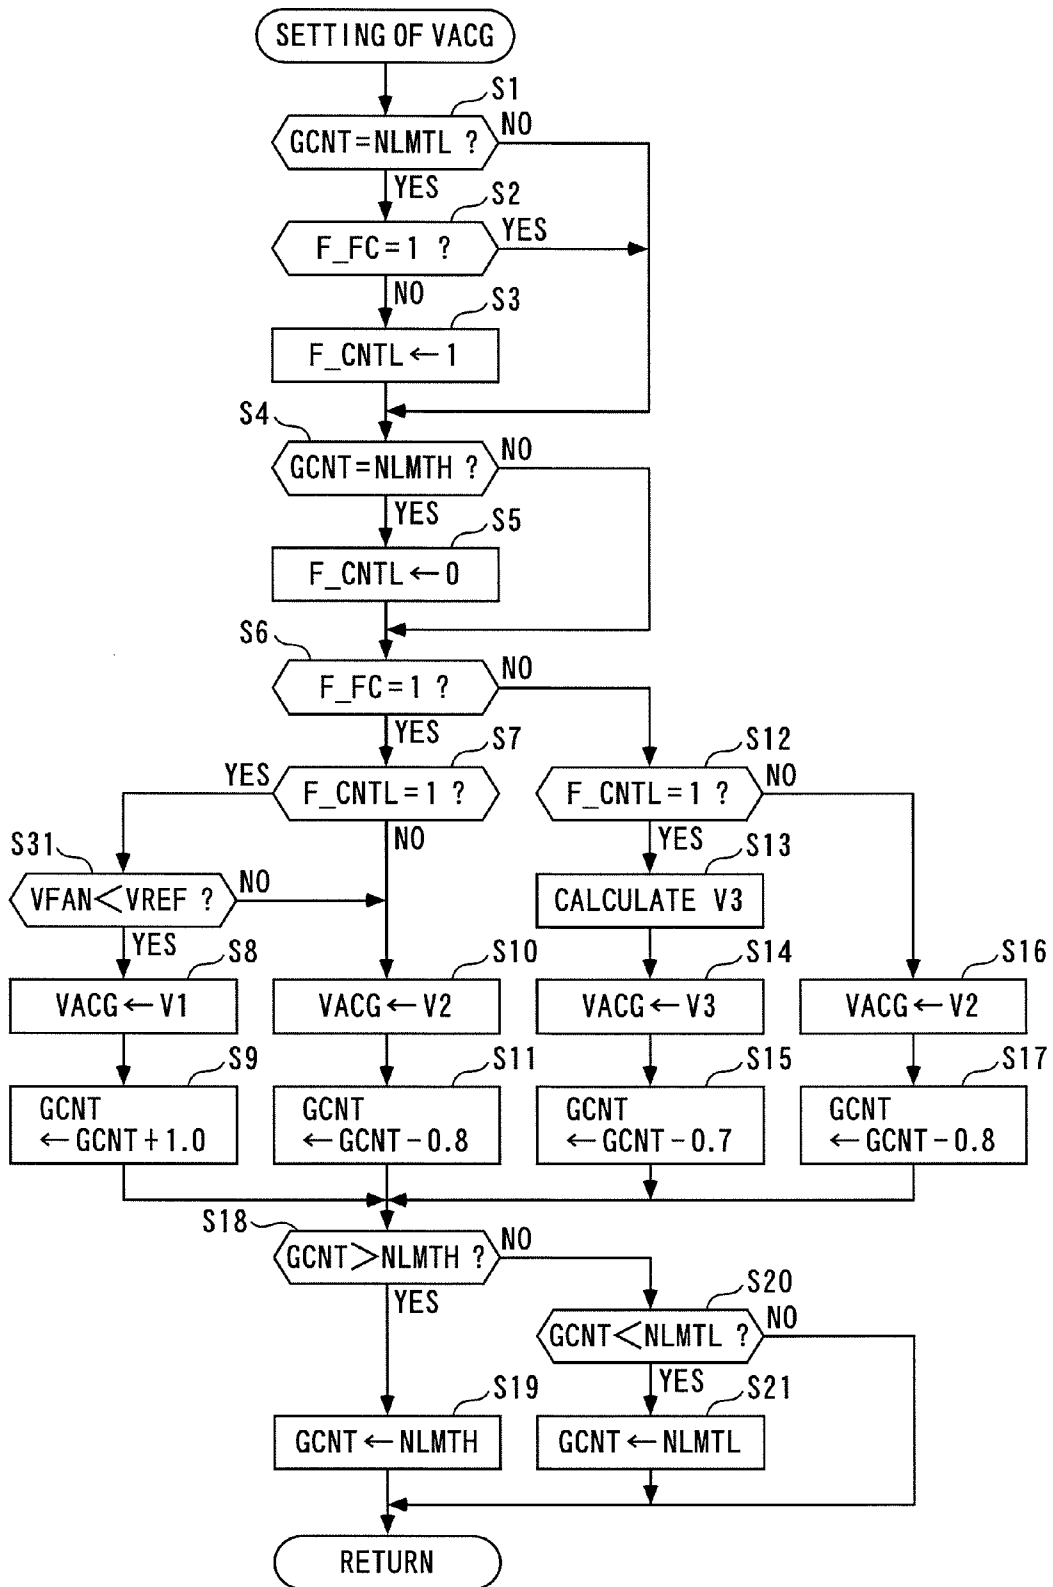 SETTING OF VACG
S1
GCNT=NLMTL ?
NO
YES
S2
F_FC=1 ?
YES
NO
S3
F_CNTL←1
S4
GCNT=NLMTH ?
NO
YES
S5
F_CNTL←0
S6
F_FC=1 ?
NO
YES
S7
F_CNTL=1 ?
YES
NO
S12
F_CNTL=1 ?
NO
YES
S31
VFAN<VREF ?
NO
YES
S13
CALCULATE V3
S8
VACG←V1
S10
VACG←V2
S14
VACG←V3
S16
VACG←V2
S9
GCNT
←GCNT+1.0
S11
GCNT
←GCNT-0.8
S15
GCNT
←GCNT-0.7
S17
GCNT
←GCNT-0.8
S18
GCNT>NLMTH ?
NO
YES
S20
GCNT<NLMTL ?
NO
YES
S19
GCNT←NLMTH
S21
GCNT←NLMTL
RETURN